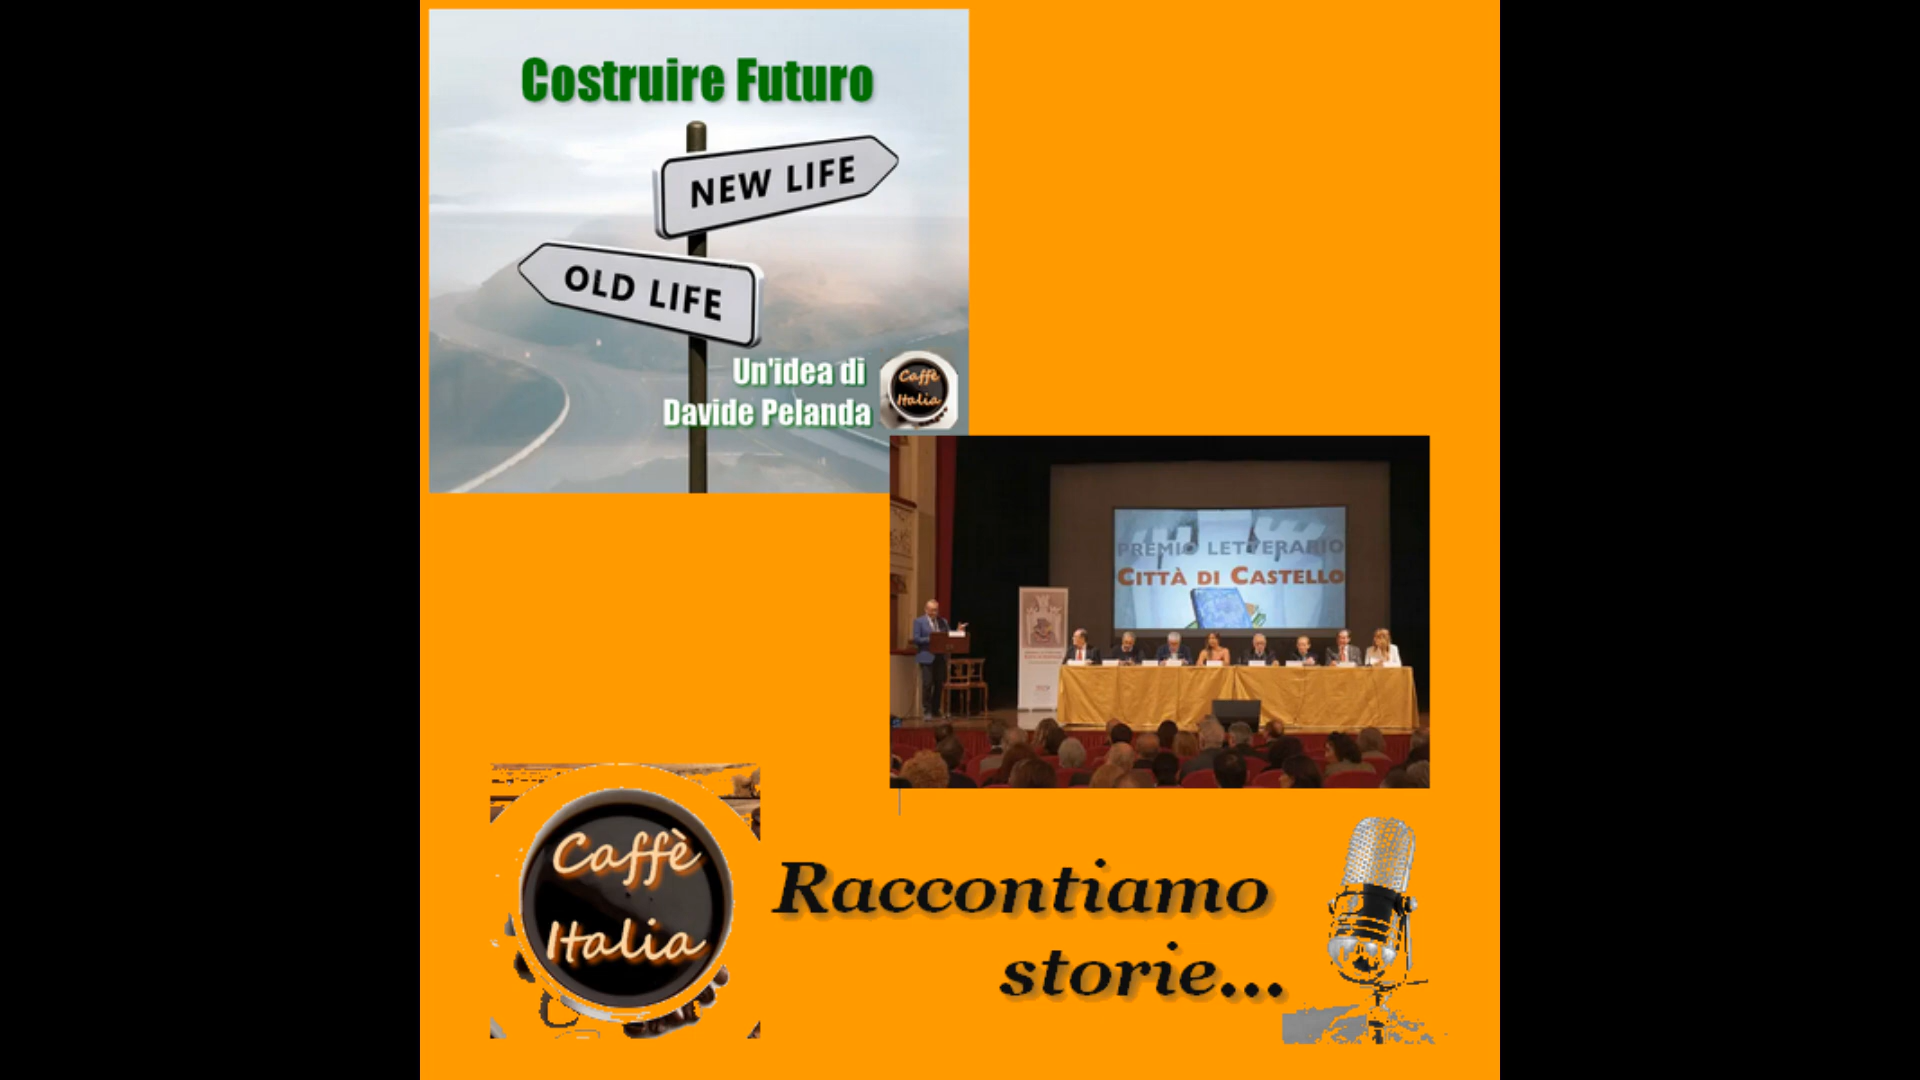 Costruire Futuro
NEW LIFE
OLD LIFE
Un'idea di
Davide Pelanda
Caffè
Italia
PREMIO LETTERARIO
CITTÀ DI CASTELLO
Caffè
Italia
Raccontiamo
storie...